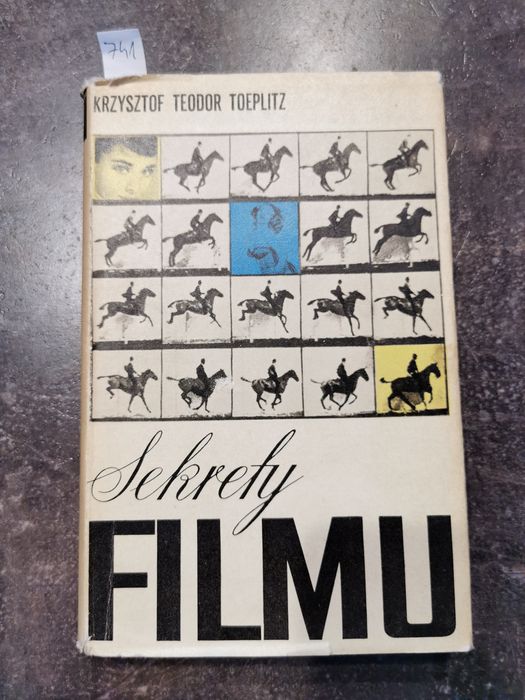 741
KRZYSZTOF TEODOR TOEPLITZ
Sekrety
FILMU